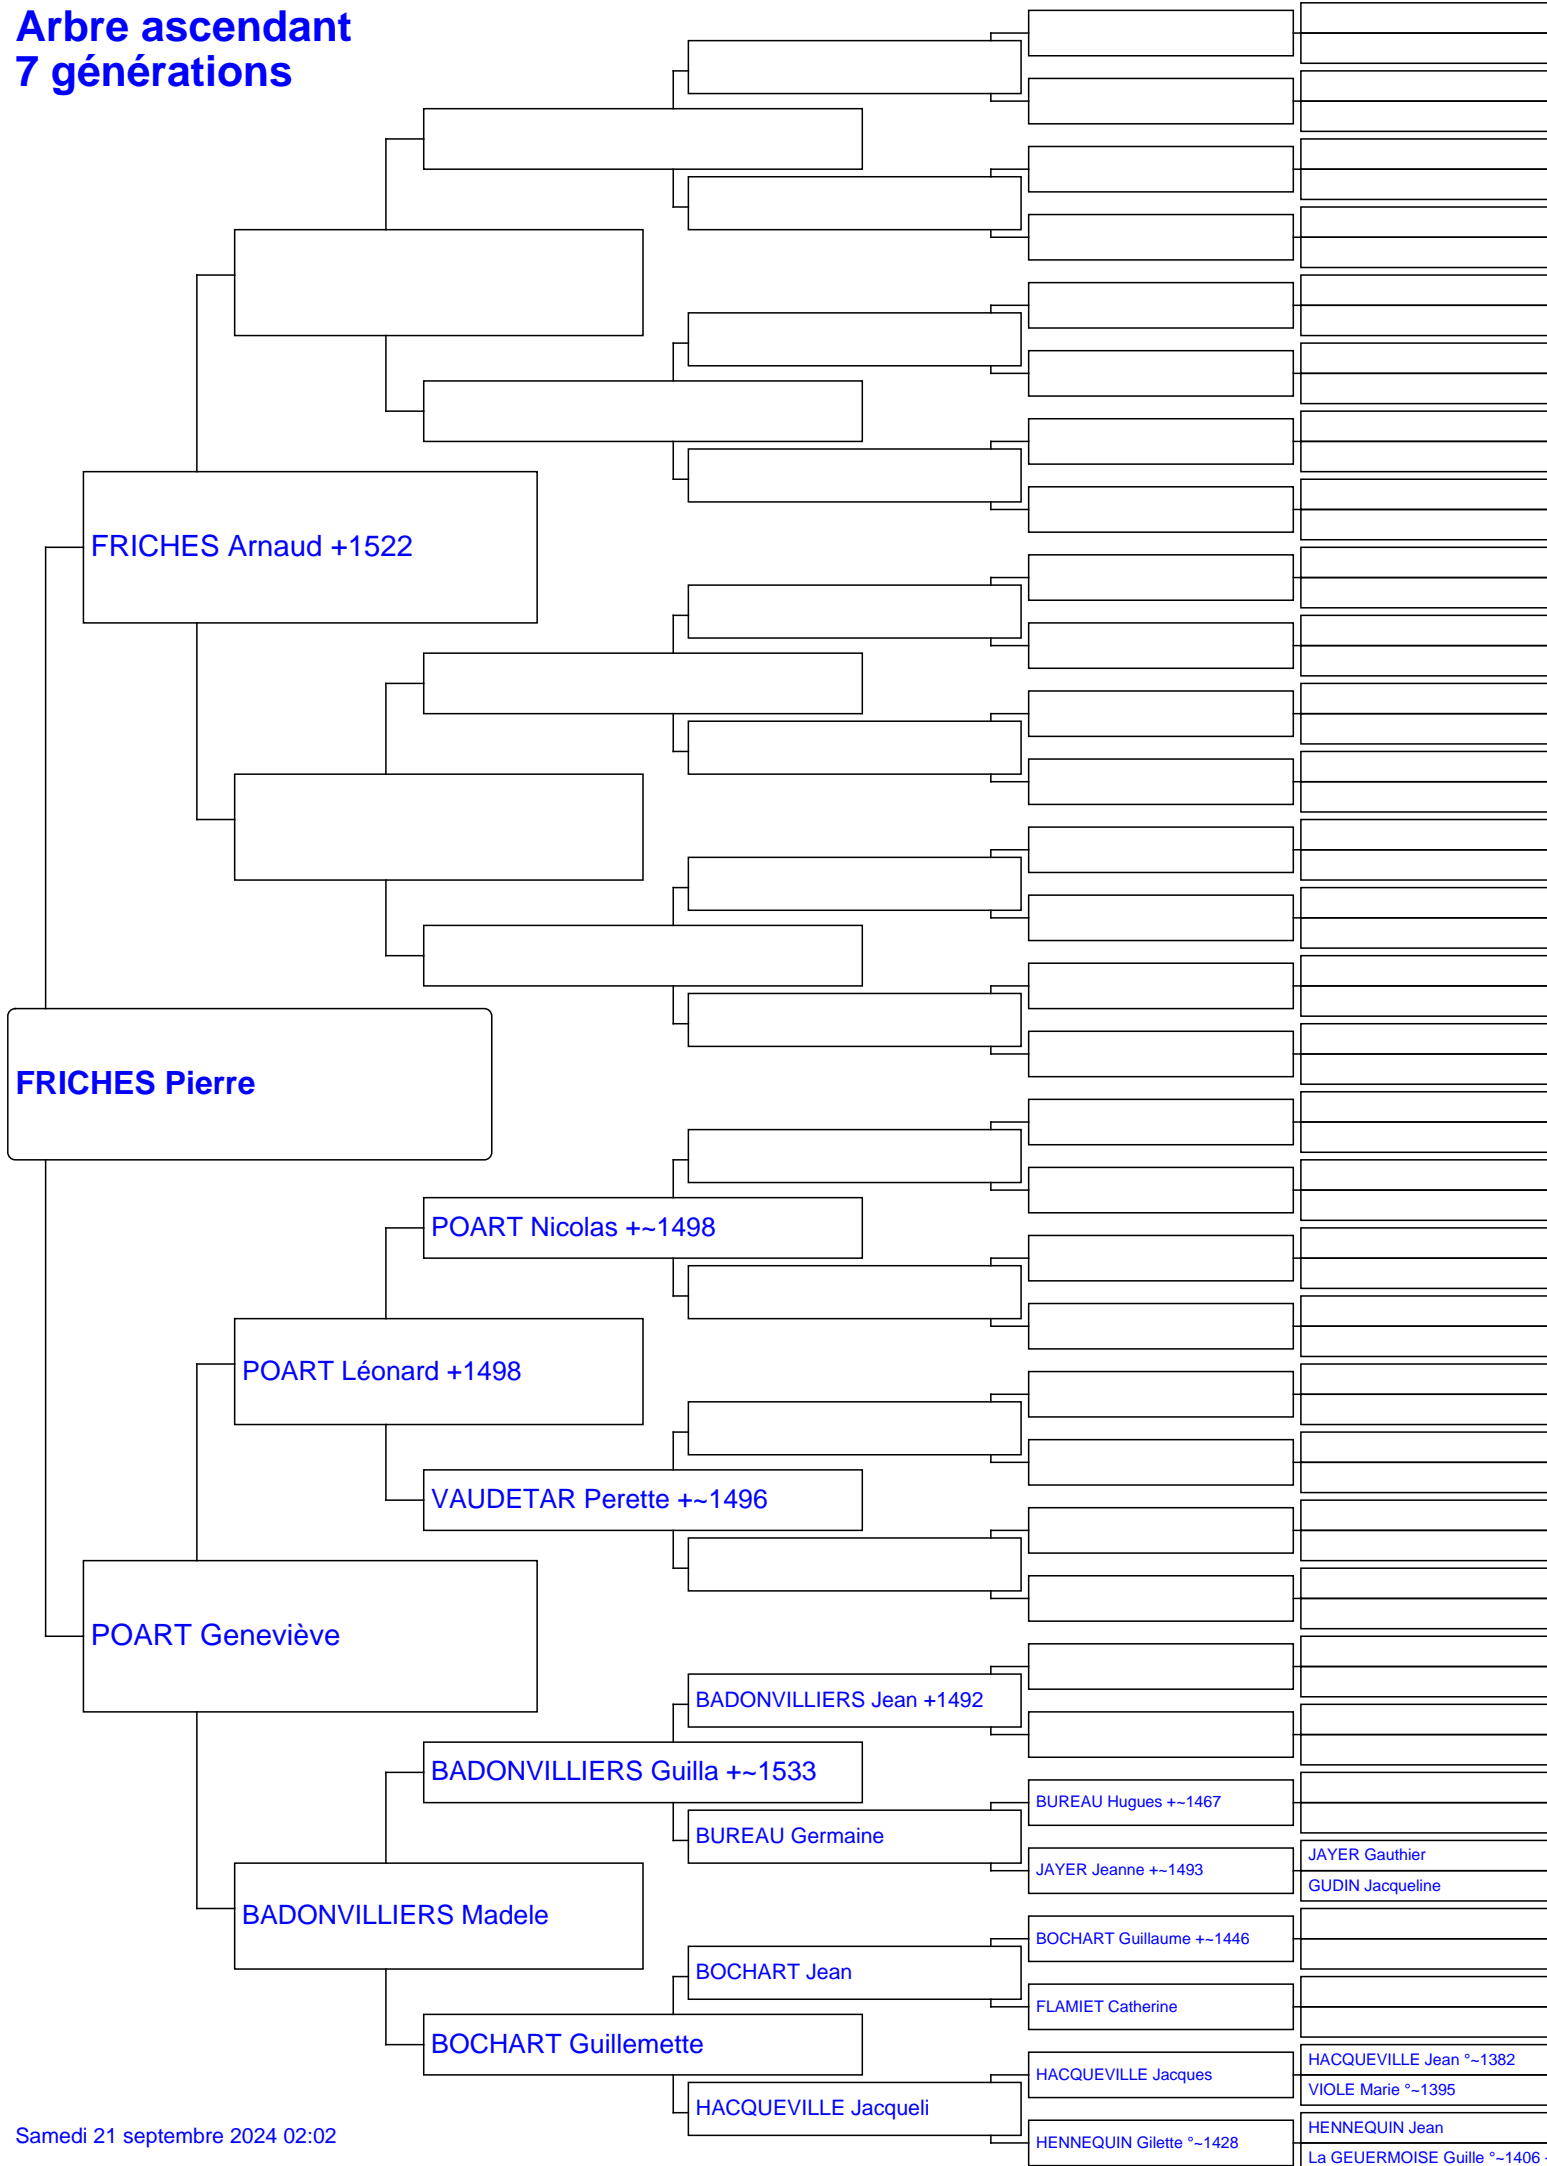 Arbre ascendant
7 générations
FRICHES Arnaud +1522
FRICHES Pierre
POART Nicolas +~1498
POART Léonard +1498
VAUDETAR Perette +~1496
POART Geneviève
BADONVILLIERS Jean +1492
BADONVILLIERS Guilla +~1533
BUREAU Hugues +~1467
BUREAU Germaine
JAYER Gauthier
JAYER Jeanne +~1493
GUDIN Jacqueline
BADONVILLIERS Madele
BOCHART Guillaume +~1446
BOCHART Jean
FLAMIET Catherine
BOCHART Guillemette
HACQUEVILLE Jean °~1382
HACQUEVILLE Jacques
VIOLE Marie °~1395
HACQUEVILLE Jacqueli
HENNEQUIN Jean
HENNEQUIN Gilette °~1428
La GEUERMOISE Guille °~1406
Samedi 21 septembre 2024 02:02